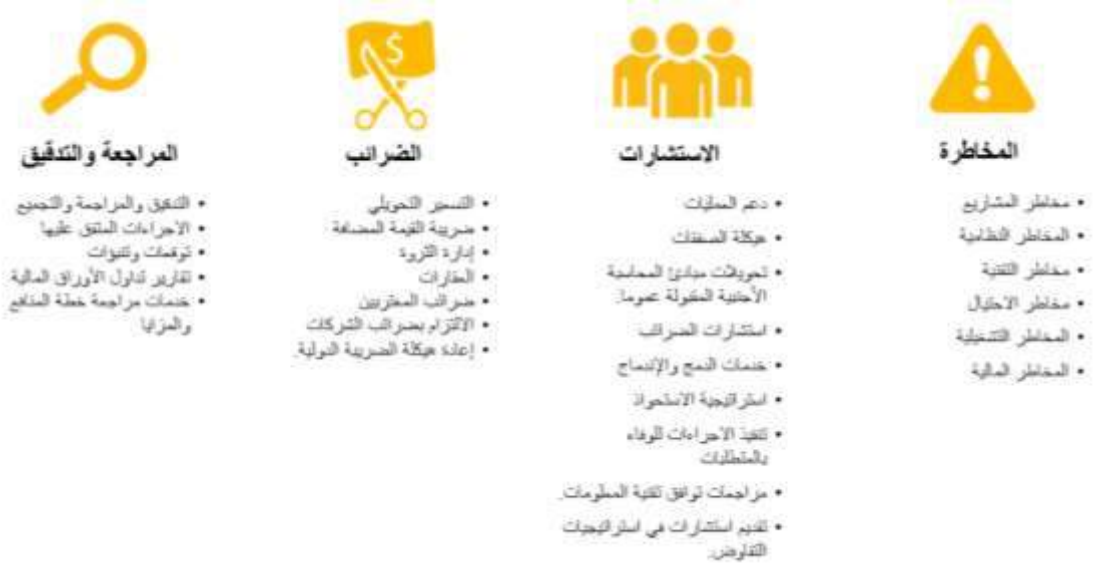 المخاطرة
• مخاطر المشاريع
• المخاطر النظامية
• مخاطر التقنية
• مخاطر الاحتيال
• المخاطر التشغيلية
• المخاطر المالية
الاستشارات
• دعم العمليات
• هيكلة الصفقات
• تحويلات مبادئ المحاسبة
الأجنبية المقبولة عموما.
• استشارات الضرائب
• خدمات الدمج والإندماج
• استراتيجية الاستحواذ
• تنفيذ الاجراءات للوفاء
بالمتطلبات
• مراجعات توافق تقنية المعلومات.
• تقديم استشارات في استراتيجيات
التفاوض.
الضرائب
• التسعير التحويلي
• ضريبة القيمة المضافة
• إدارة الثروة
• العقارات
• ضرائب المغتربين
• الالتزام بضرائب الشركات
• إعادة هيكلة الضريبة الدولية.
المراجعة والتدقيق
• التدقيق والمراجعة والتجميع
• الاجراءات المتفق عليها
• توقعات وتنبؤات
• تقارير تداول الأوراق المالية
• خدمات مراجعة خطة المنافع
والمزايا